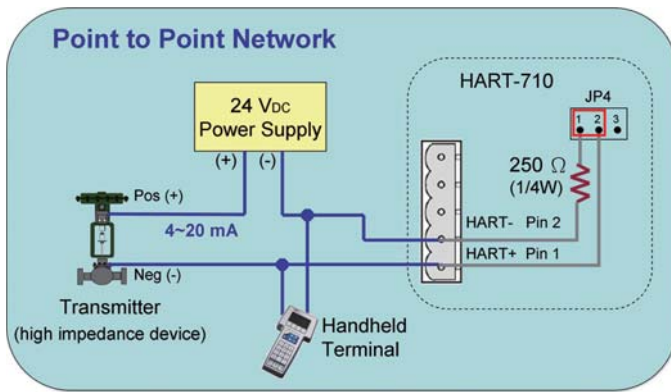 Point to Point Network
24 VDC
Power Supply
(+) (-)
HART-710
JP4
1 2 3
250 Ω
(1/4W)
Pos (+)
4~20 mA
HART- Pin 2
HART+ Pin 1
Neg (-)
Transmitter
(high impedance device)
Handheld
Terminal